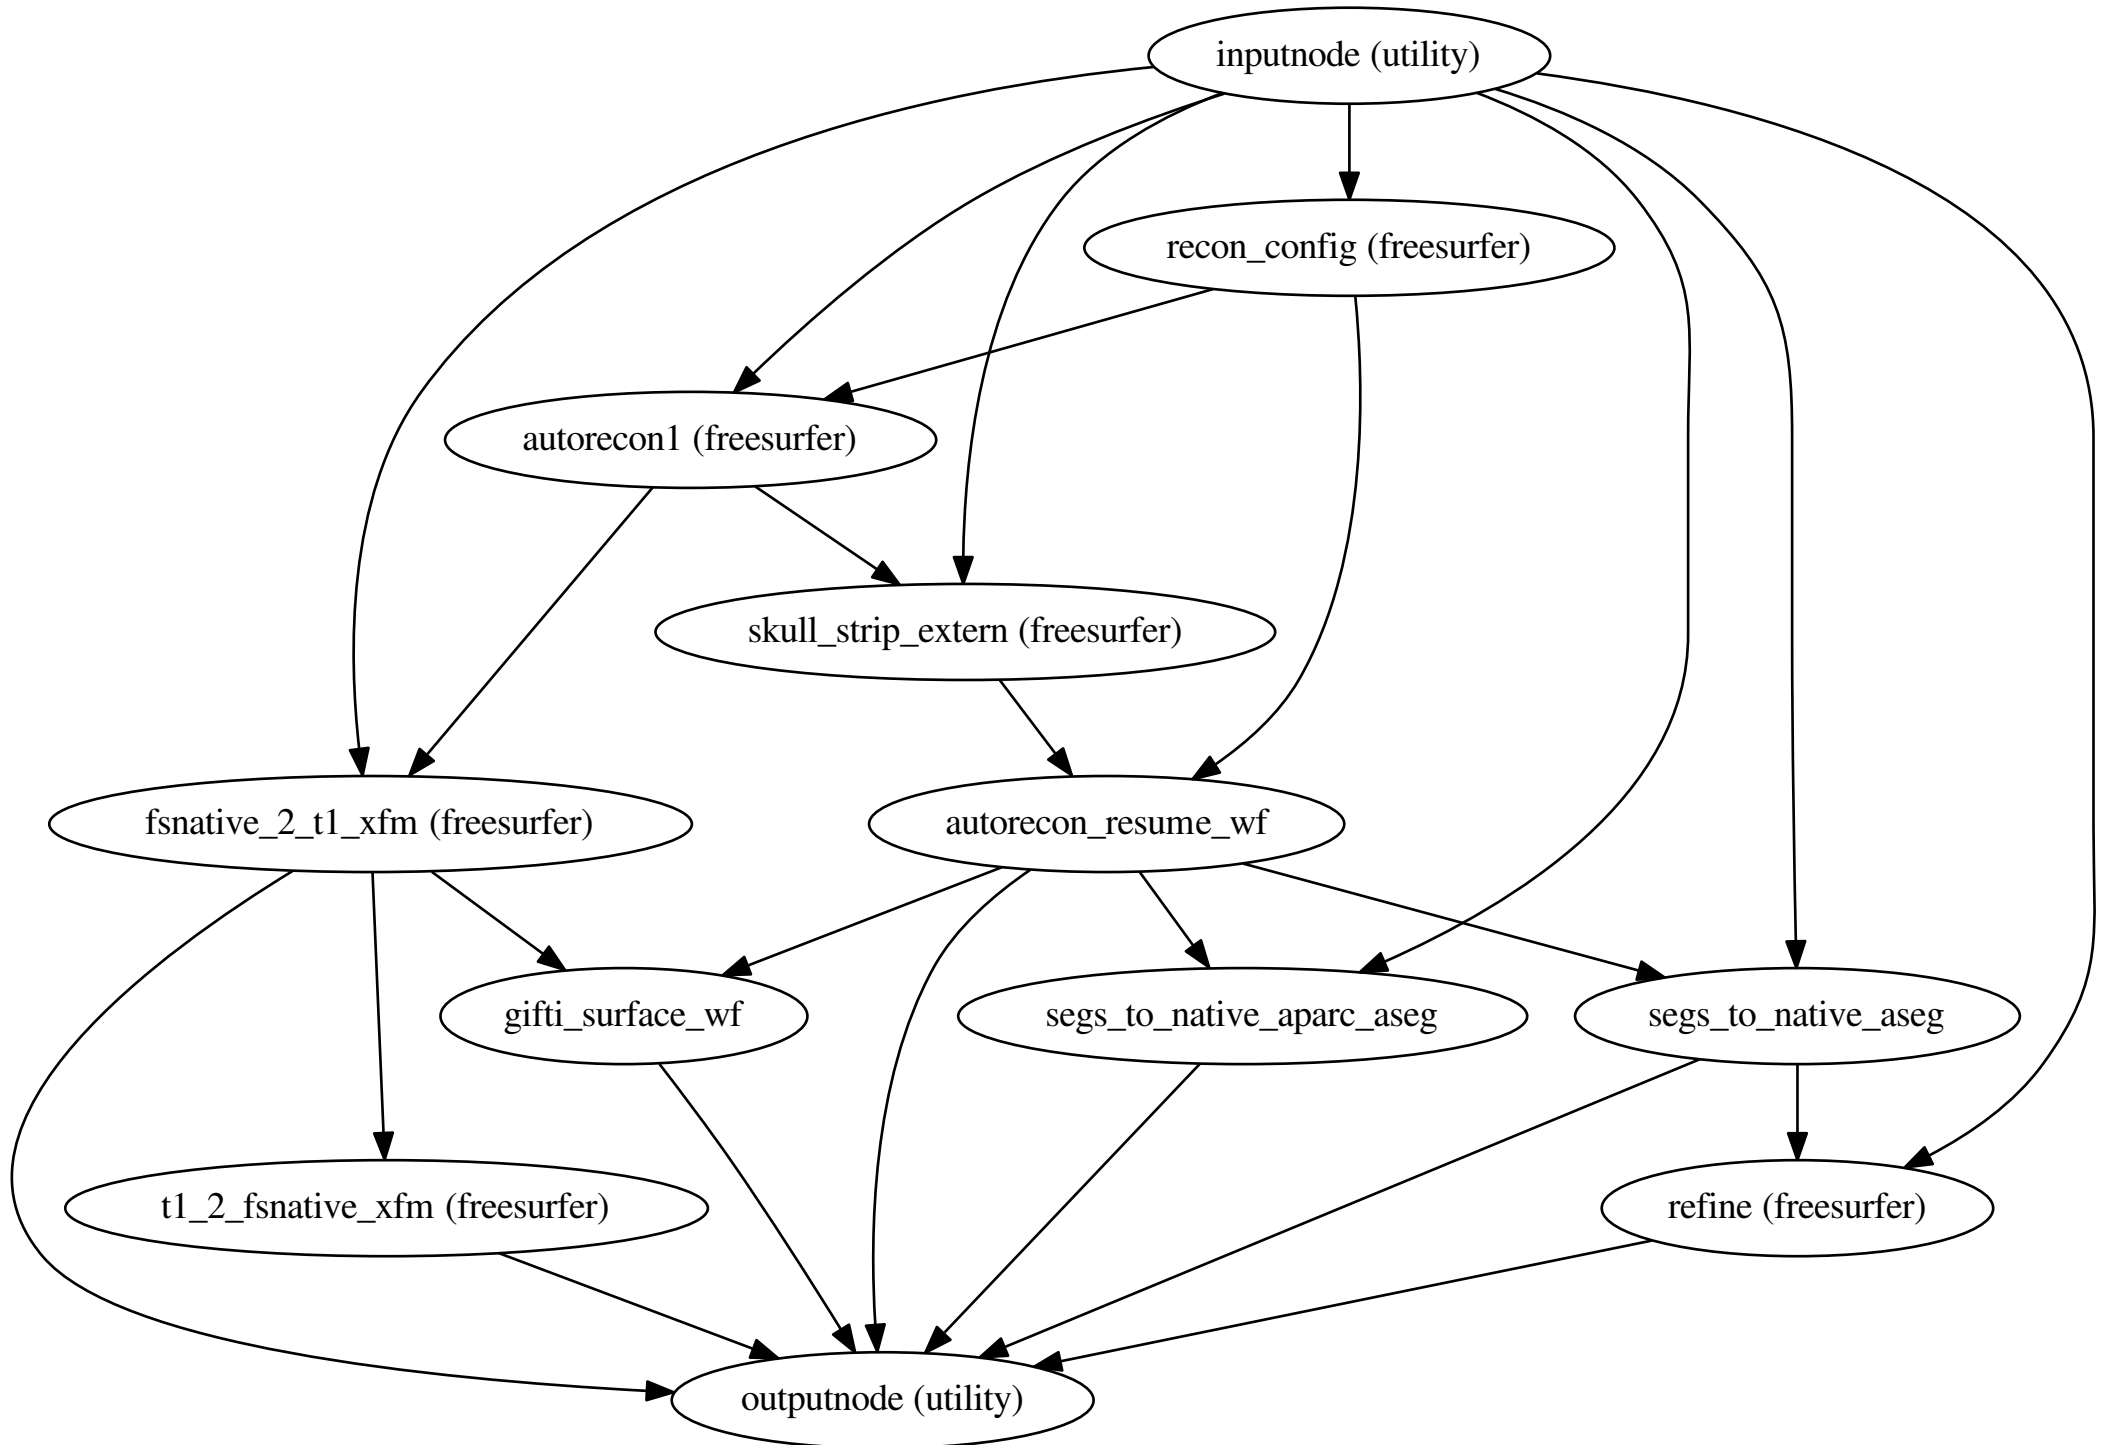 inputnode (utility)
recon_config (freesurfer)
autorecon1 (freesurfer)
skull_strip_extern (freesurfer)
fsnative_2_t1_xfm (freesurfer)
autorecon_resume_wf
gifti_surface_wf
segs_to_native_aparc_aseg
segs_to_native_aseg
t1_2_fsnative_xfm (freesurfer)
refine (freesurfer)
outputnode (utility)